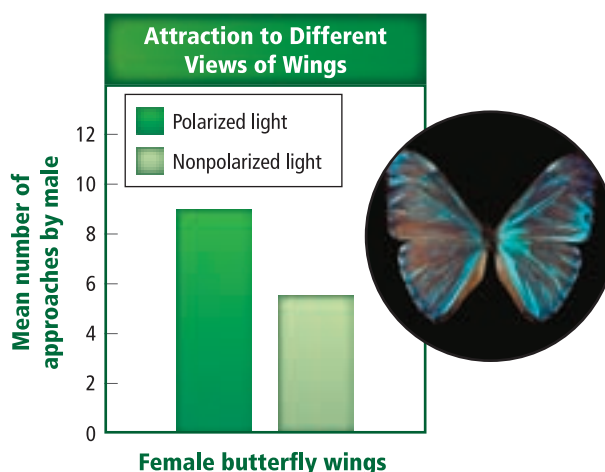 Attraction to Different
Views of Wings
Polarized light
Nonpolarized light
Mean number of
approaches by male
12
10
8
6
4
2
0
Female butterfly wings